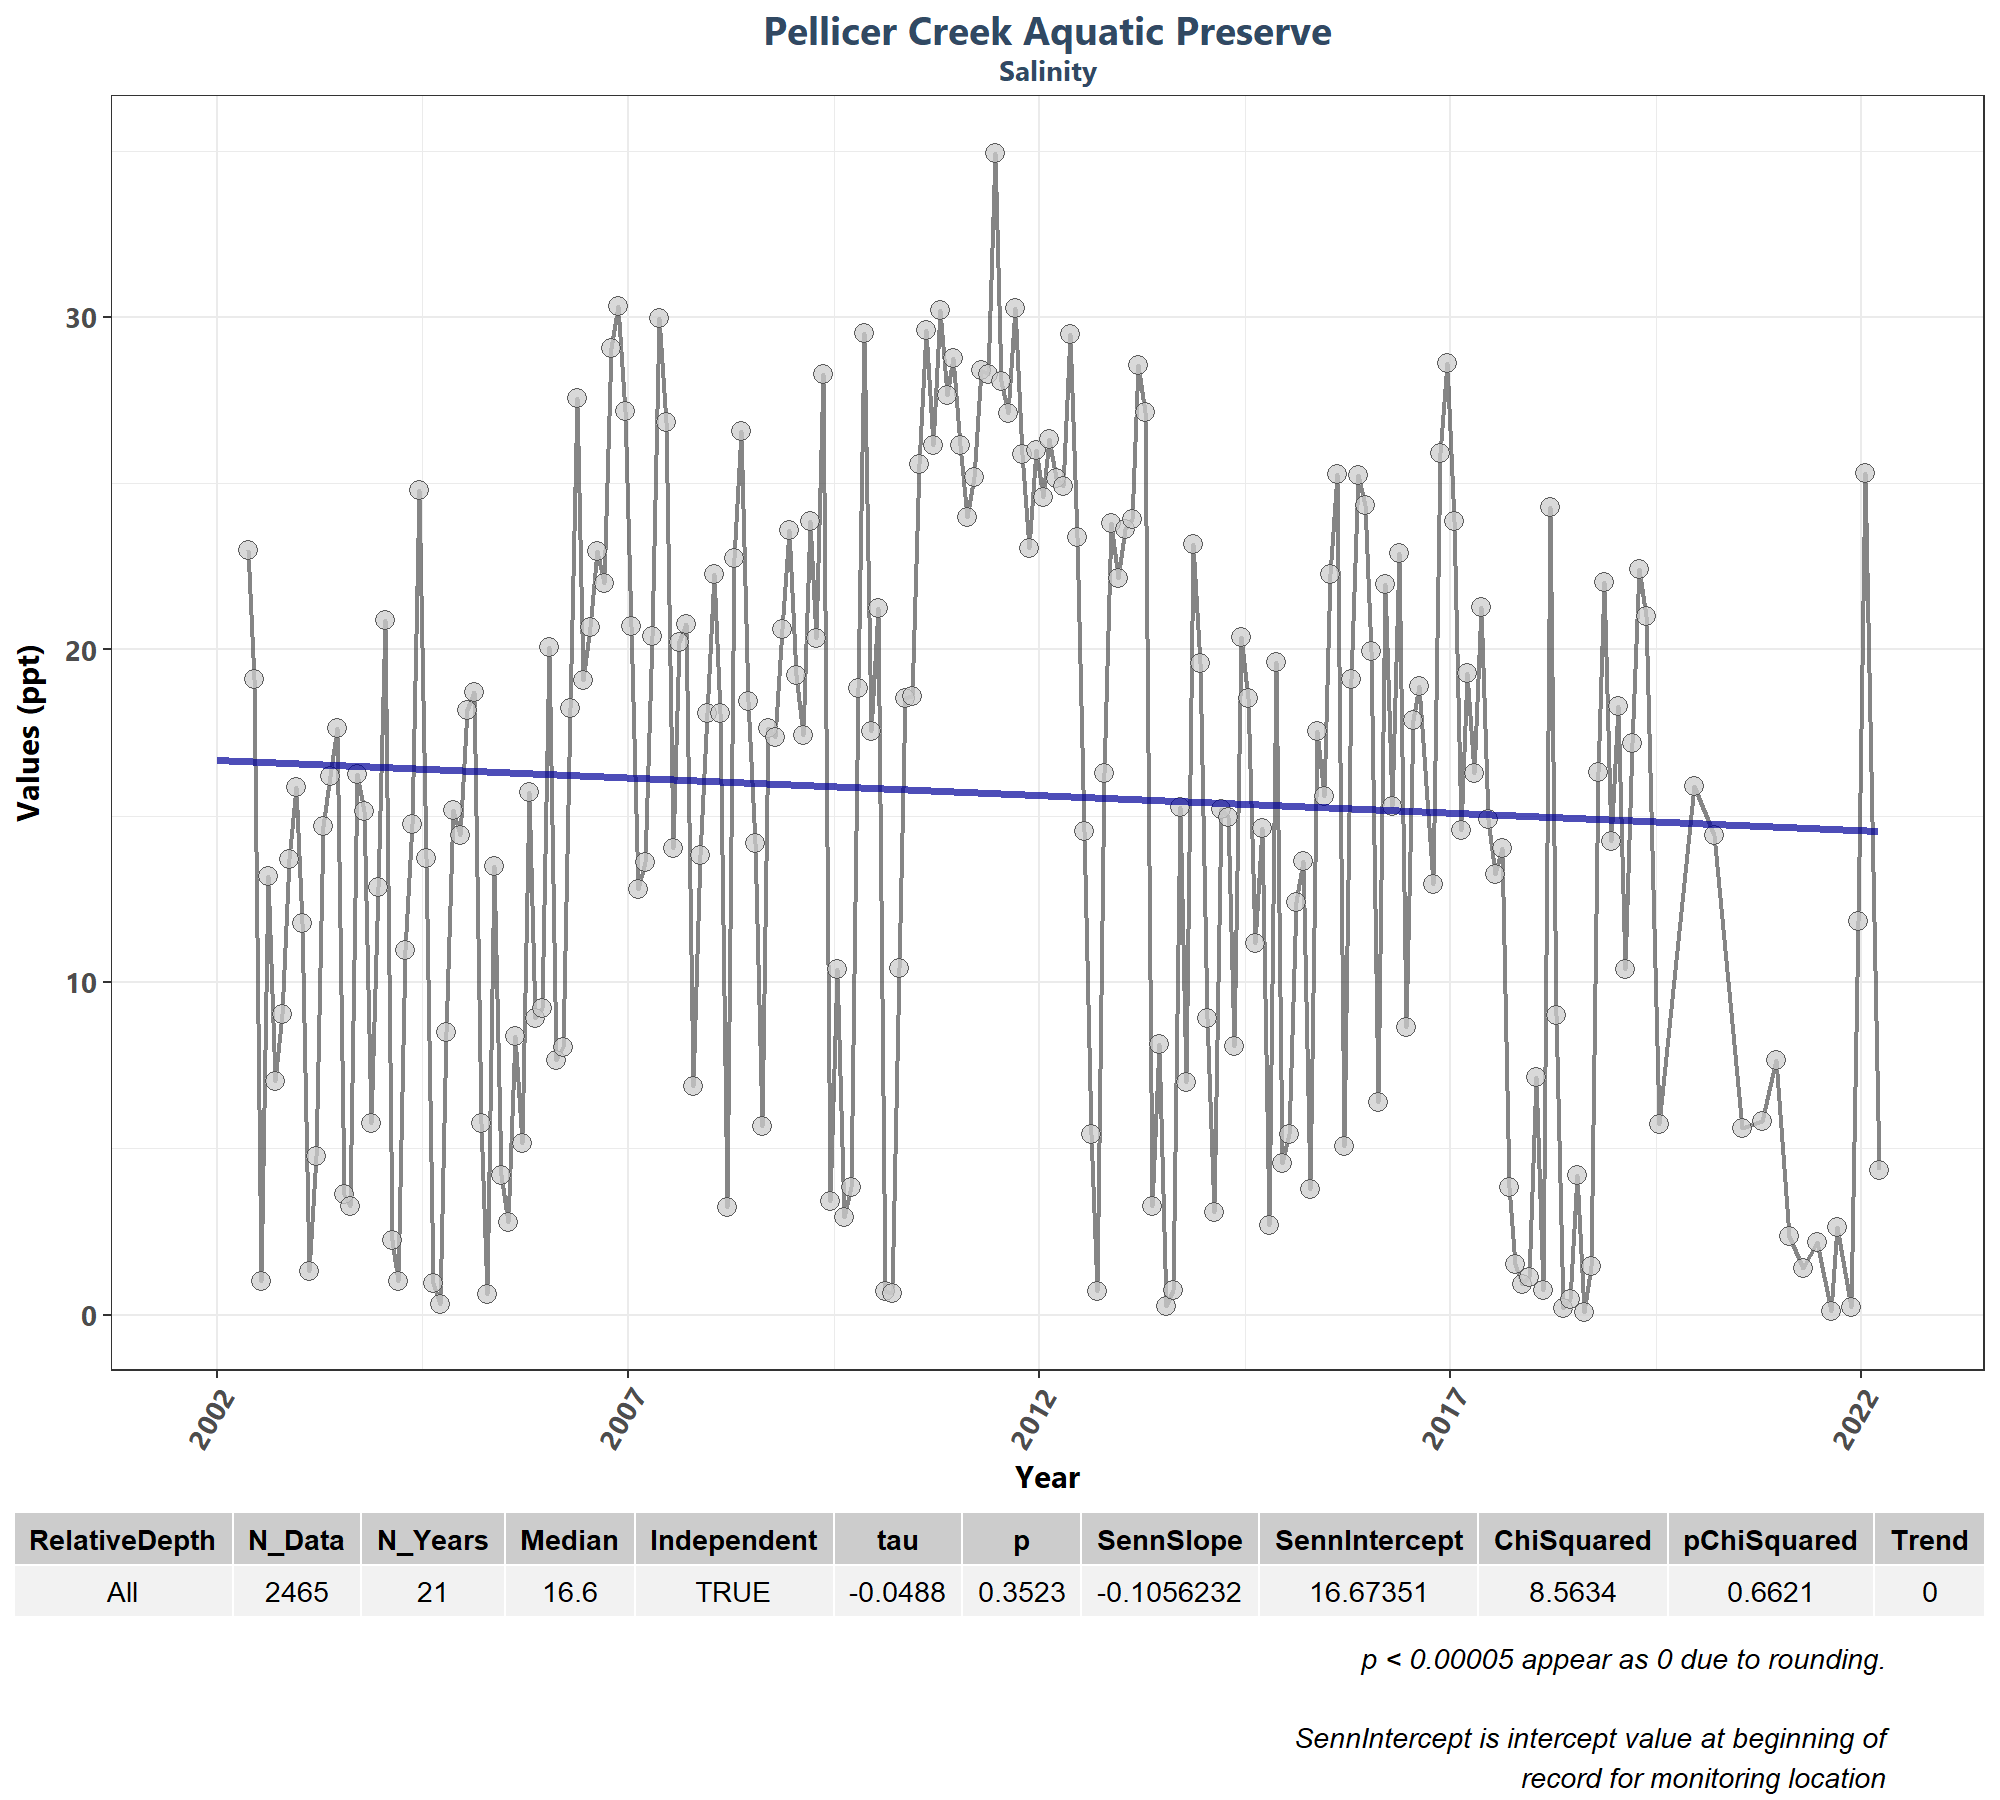 Pellicer Creek Aquatic Preserve
Salinity
Values (ppt)
30
20
10
0
2002 2007 2012 2017 2022
Year
RelativeDepth N_Data N_Years Median Independent tau p SennSlope SennIntercept ChiSquared pChiSquared Trend
All 2465 21 16.6 TRUE -0.0488 0.3523 -0.1056232 16.67351 8.5634 0.6621 0
p < 0.00005 appear as 0 due to rounding.
SennIntercept is intercept value at beginning of
record for monitoring location